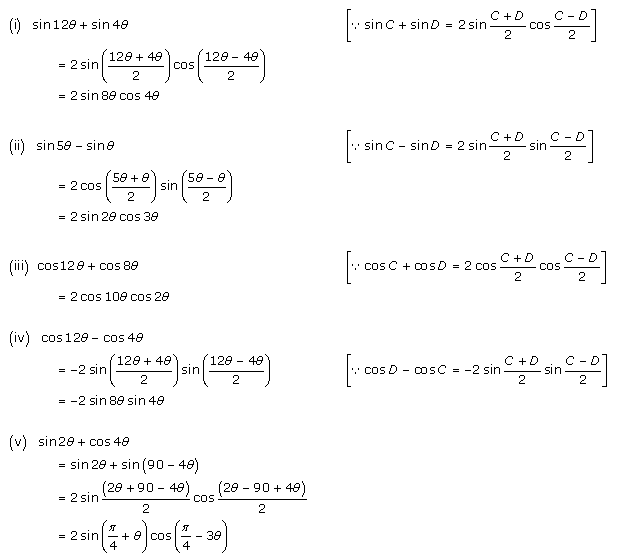 (i) sin 12θ + sin 4θ [∵ sin C + sin D = 2 sin (C + D)/2 cos (C – D)/2]
= 2 sin ((12θ + 4θ)/2) cos ((12θ – 4θ)/2)
= 2 sin 8θ cos 4θ
(ii) sin 5θ – sin θ [∵ sin C – sin D = 2 sin (C + D)/2 sin (C – D)/2]
= 2 cos ((5θ + θ)/2) sin ((5θ – θ)/2)
= 2 sin 2θ cos 3θ
(iii) cos 12θ + cos 8θ [∵ cos C + cos D = 2 cos (C + D)/2 cos (C – D)/2]
= 2 cos 10θ cos 2θ
(iv) cos 12θ – cos 4θ
= –2 sin ((12θ + 4θ)/2) sin ((12θ – 4θ)/2) [∵ cos D – cos C = –2 sin (C + D)/2 sin (C – D)/2]
= –2 sin 8θ sin 4θ
(v) sin 2θ + cos 4θ
= sin 2θ + sin (90 – 4θ)
= 2 sin (2θ + 90 – 4θ)/2 cos (2θ – 90 + 4θ)/2
= 2 sin (π/4 + θ) cos (π/4 – 3θ)